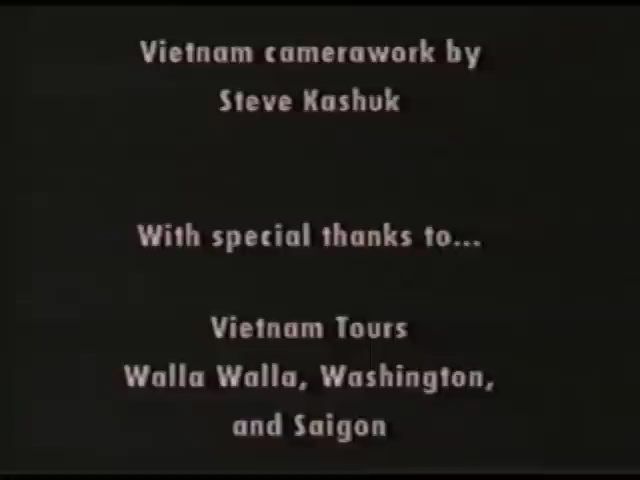 Vietnam camerawork by
Steve Kashuk
With special thanks to...
Vietnam Tours
Walla Walla, Washington,
and Saigon